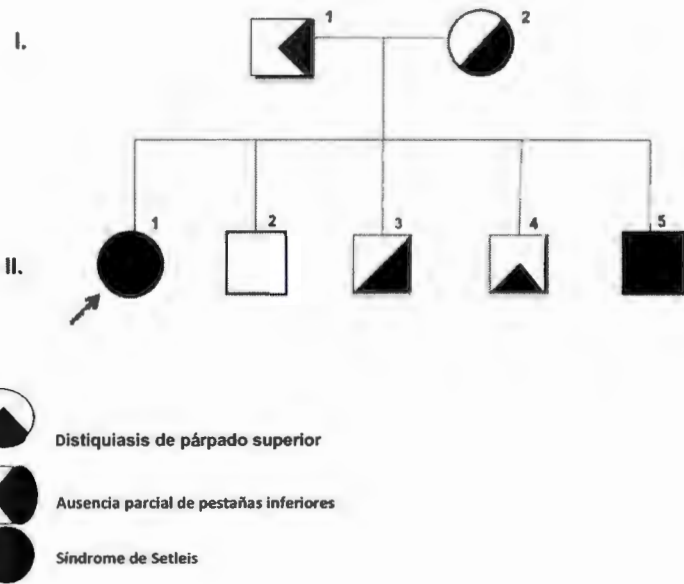 I.
1
2
II.
1
2
3
4
5
Distiquiasis de párpado superior
Ausencia parcial de pestañas inferiores
Síndrome de Setleis